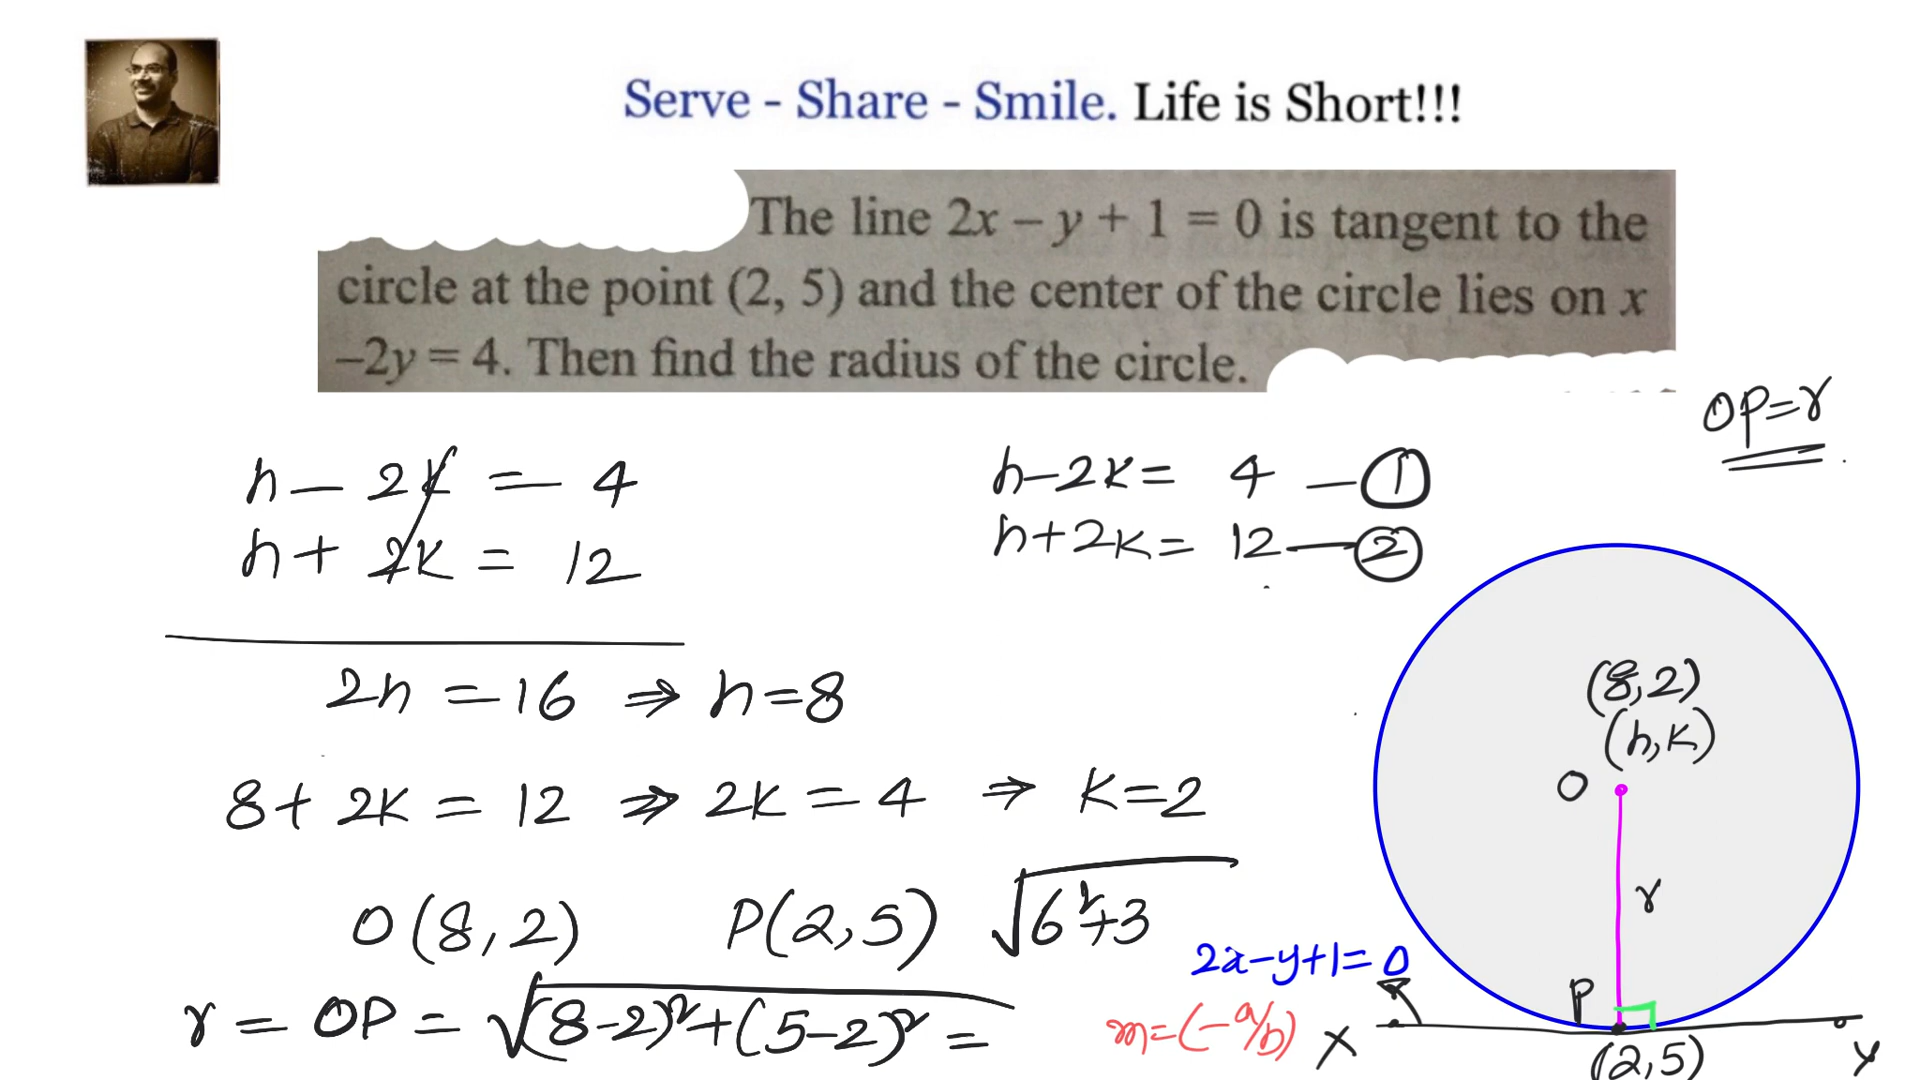 Serve - Share - Smile. Life is Short!!!
The line 2x – y + 1 = 0 is tangent to the
circle at the point (2, 5) and the center of the circle lies on x
–2y = 4. Then find the radius of the circle.
OP=r
h – 2k = 4
h + 2k = 12
h – 2k = 4 – ①
h + 2k = 12 – ②
2h = 16 ⇒ h = 8
8 + 2k = 12 ⇒ 2k = 4 ⇒ k = 2
O(8,2) P(2,5) √6²+3
r = OP = √(8-2)²+(5-2)² =
(8,2)
(h,k)
O
r
2x-y+1=0
P
m=(-a/b)
X
(2,5)
Y